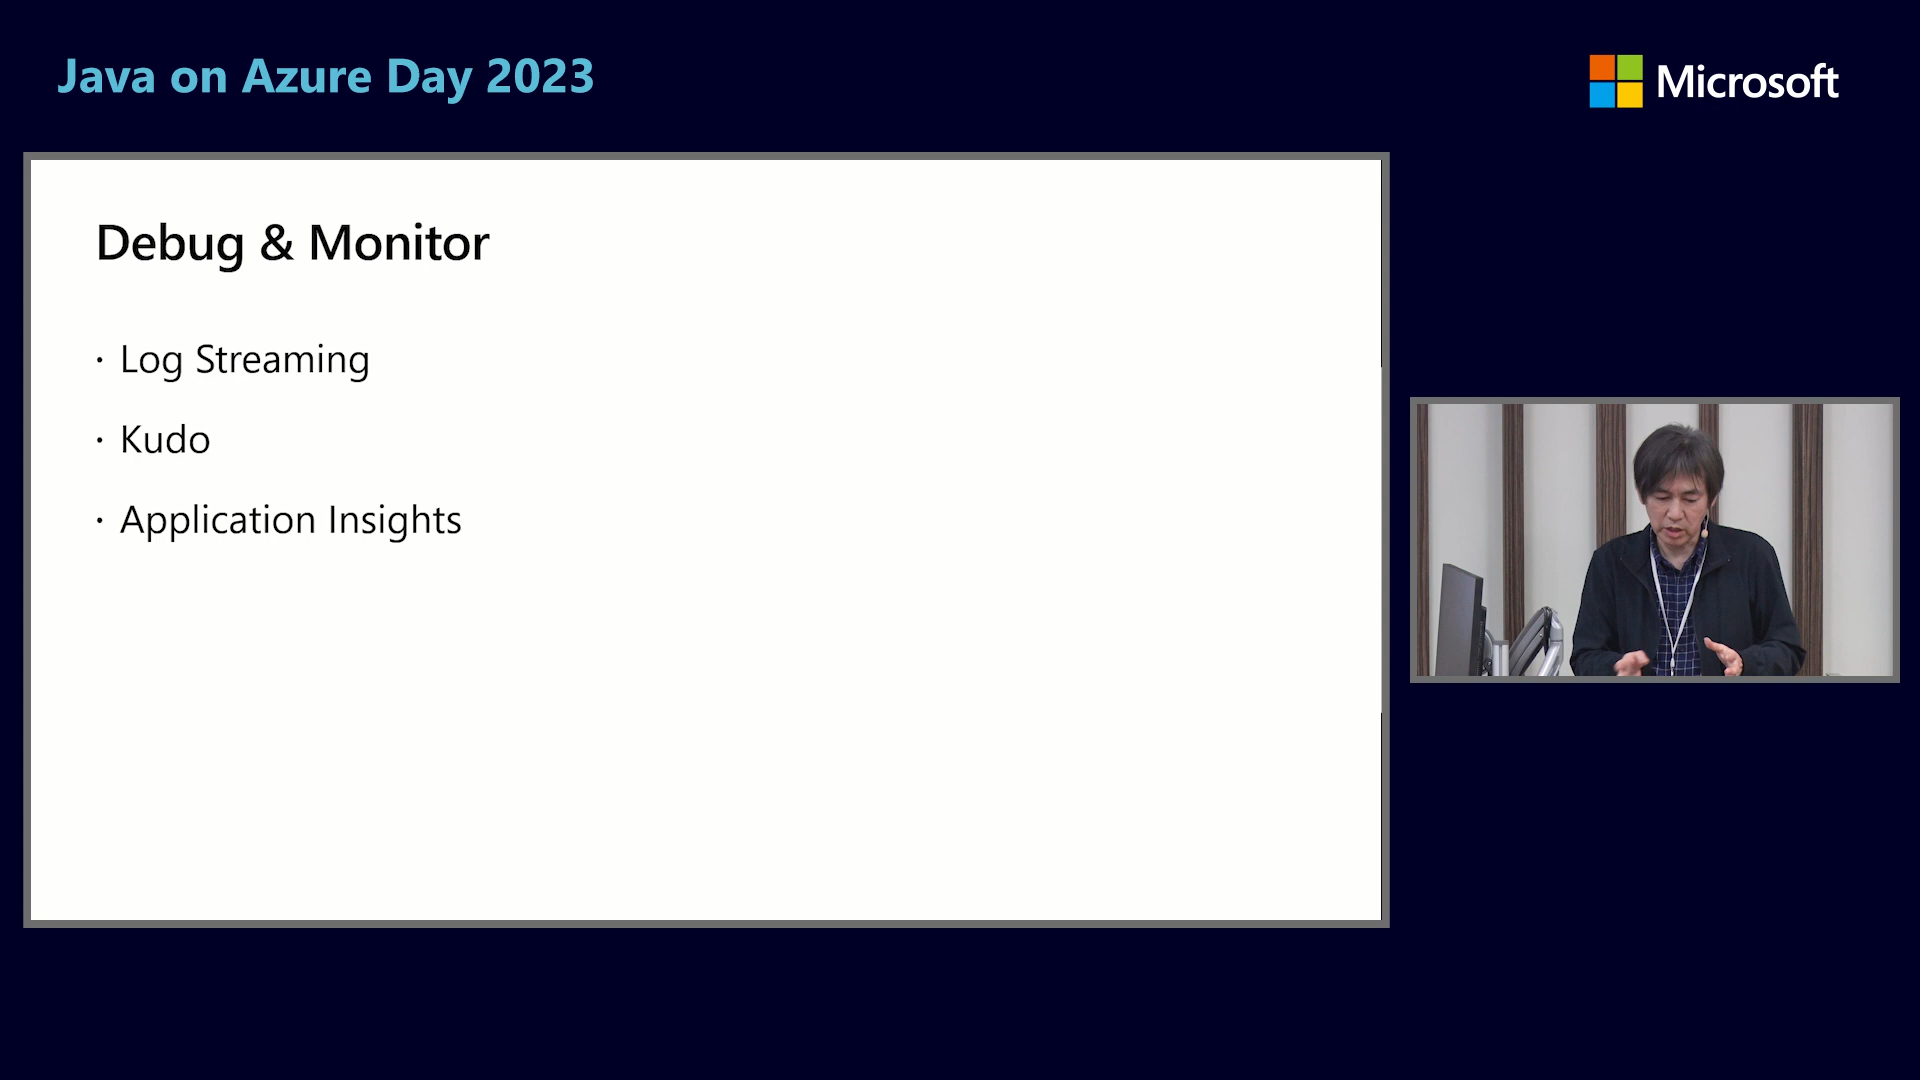 Java on Azure Day 2023
Microsoft
Debug & Monitor
· Log Streaming
· Kudo
· Application Insights